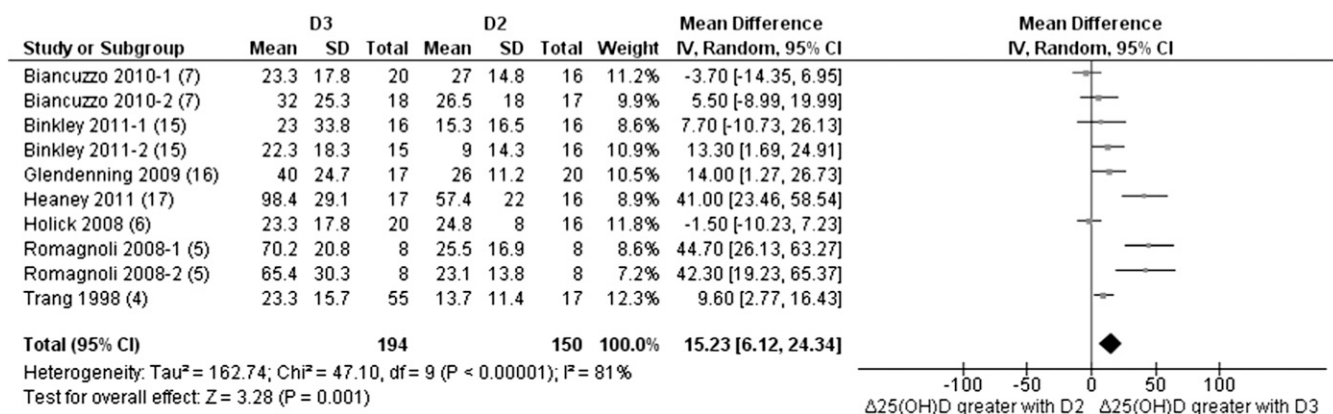 D3 D2 Mean Difference Mean Difference
Study or Subgroup Mean SD Total Mean SD Total Weight IV, Random, 95% CI IV, Random, 95% CI
Biancuzzo 2010-1 (7) 23.3 17.8 20 27 14.8 16 11.2% -3.70 [-14.35, 6.95]
Biancuzzo 2010-2 (7) 32 25.3 18 26.5 18 17 9.9% 5.50 [-8.99, 19.99]
Binkley 2011-1 (15) 23 33.8 16 15.3 16.5 16 8.6% 7.70 [-10.73, 26.13]
Binkley 2011-2 (15) 22.3 18.3 15 9 14.3 16 10.9% 13.30 [1.69, 24.91]
Glendenning 2009 (16) 40 24.7 17 26 11.2 20 10.5% 14.00 [1.27, 26.73]
Heaney 2011 (17) 98.4 29.1 17 57.4 22 16 8.9% 41.00 [23.46, 58.54]
Holick 2008 (6) 23.3 17.8 20 24.8 8 16 11.8% -1.50 [-10.23, 7.23]
Romagnoli 2008-1 (5) 70.2 20.8 8 25.5 16.9 8 8.6% 44.70 [26.13, 63.27]
Romagnoli 2008-2 (5) 65.4 30.3 8 23.1 13.8 8 7.2% 42.30 [19.23, 65.37]
Trang 1998 (4) 23.3 15.7 55 13.7 11.4 17 12.3% 9.60 [2.77, 16.43]
Total (95% CI) 194 150 100.0% 15.23 [6.12, 24.34]
Heterogeneity: Tau² = 162.74; Chi² = 47.10, df = 9 (P < 0.00001); I² = 81%
Test for overall effect: Z = 3.28 (P = 0.001)
-100 -50 0 50 100
Δ25(OH)D greater with D2 Δ25(OH)D greater with D3